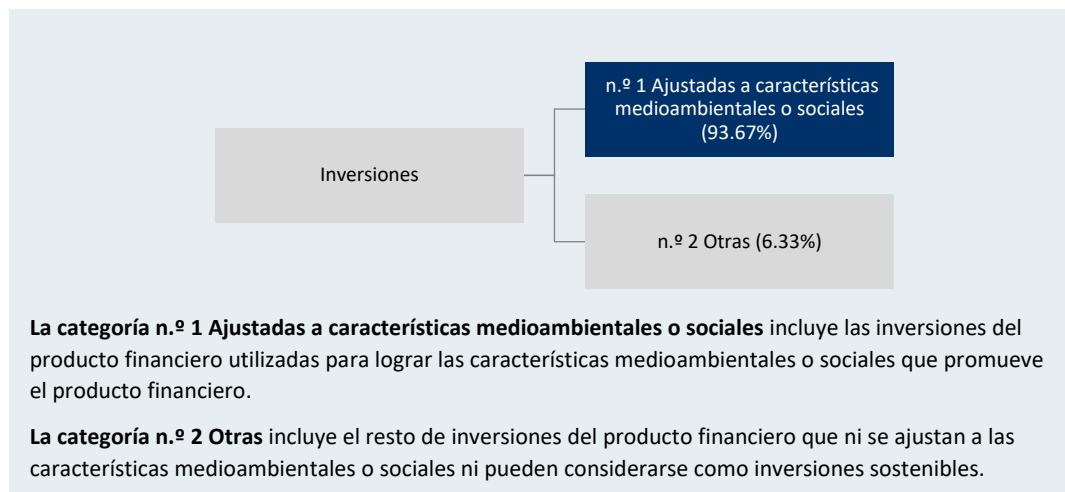 n.º 1 Ajustadas a características
medioambientales o sociales
(93.67%)
Inversiones
n.º 2 Otras (6.33%)
La categoría n.º 1 Ajustadas a características medioambientales o sociales incluye las inversiones del
producto financiero utilizadas para lograr las características medioambientales o sociales que promueve
el producto financiero.
La categoría n.º 2 Otras incluye el resto de inversiones del producto financiero que ni se ajustan a las
características medioambientales o sociales ni pueden considerarse como inversiones sostenibles.